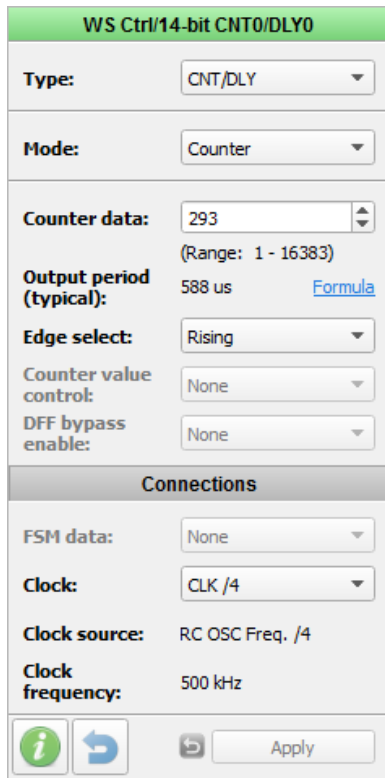 WS Ctrl/14-bit CNT0/DLY0
Type: CNT/DLY
Mode: Counter
Counter data: 293
(Range: 1 - 16383)
Output period
(typical): 588 us Formula
Edge select: Rising
Counter value
control: None
DFF bypass
enable: None
Connections
FSM data: None
Clock: CLK /4
Clock source: RC OSC Freq. /4
Clock
frequency: 500 kHz
i Apply